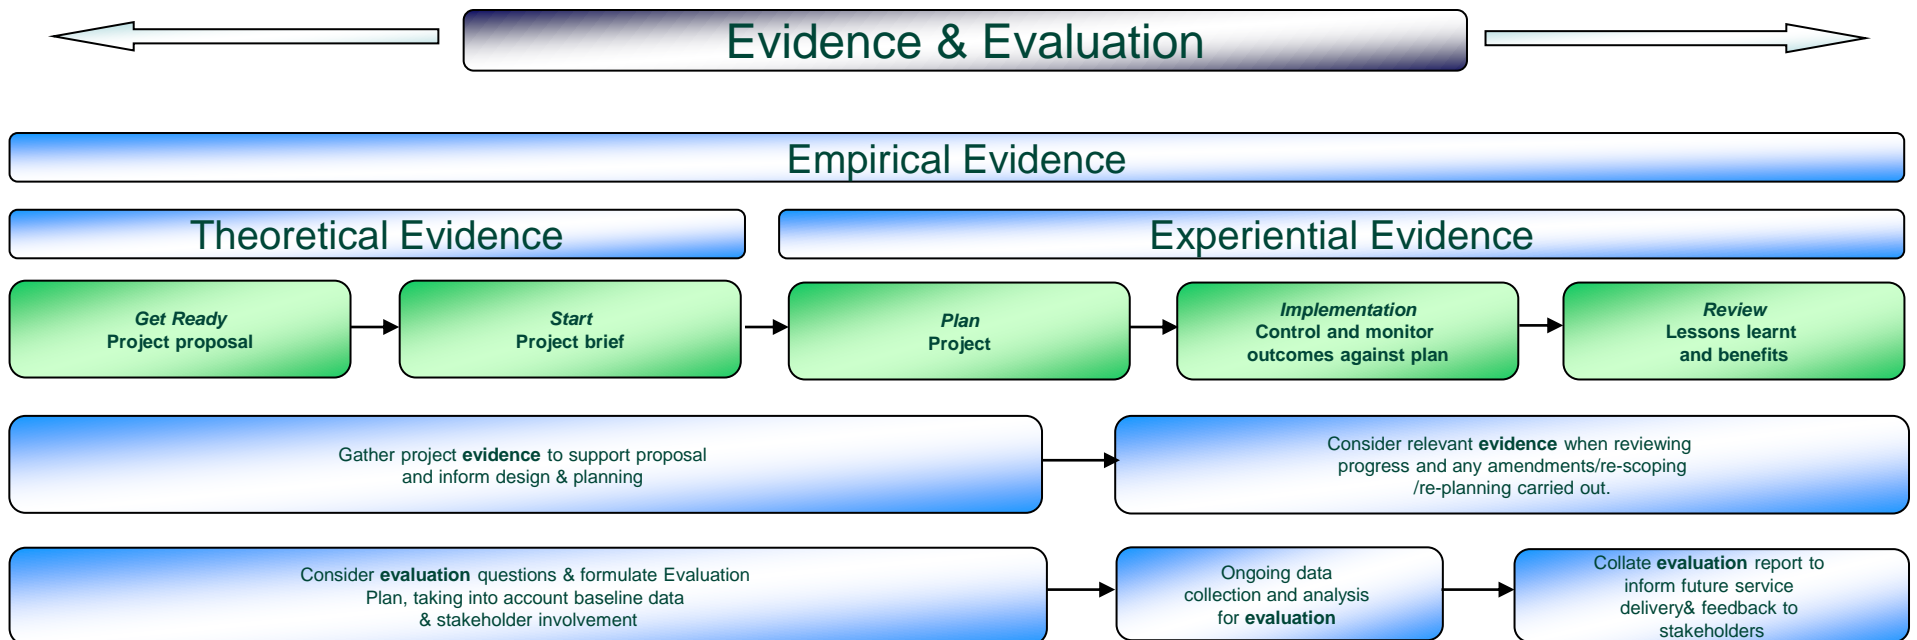 Evidence & Evaluation
Empirical Evidence
Theoretical Evidence
Experiential Evidence
Get Ready
Project proposal
Start
Project brief
Plan
Project
Implementation
Control and monitor
outcomes against plan
Review
Lessons learnt
and benefits
Gather project evidence to support proposal
and inform design & planning
Consider relevant evidence when reviewing
progress and any amendments/re-scoping
/re-planning carried out.
Consider evaluation questions & formulate Evaluation
Plan, taking into account baseline data
& stakeholder involvement
Ongoing data
collection and analysis
for evaluation
Collate evaluation report to
inform future service
delivery& feedback to
stakeholders